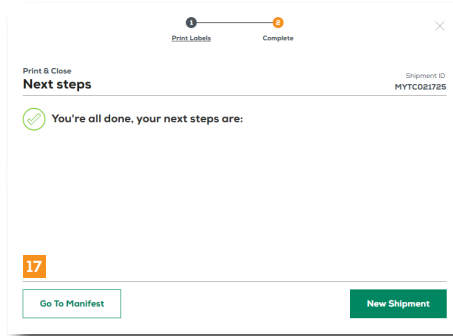 1
2
Print Labels
Complete
Print & Close
Next steps
Shipment ID
MYTC021725
You're all done, your next steps are:
17
Go To Manifest
New Shipment